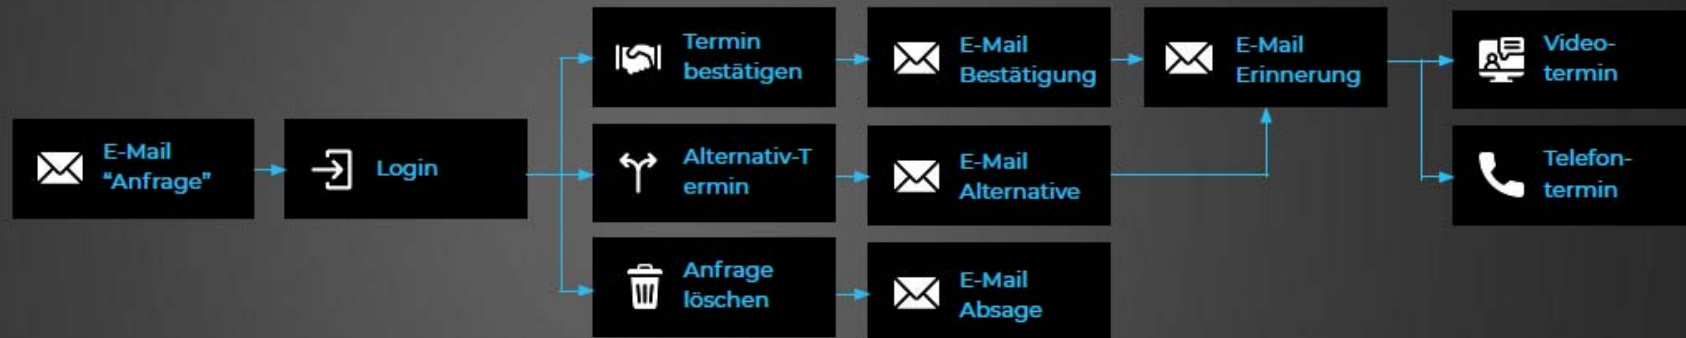 E-Mail
“Anfrage”
Login
Termin
bestätigen
E-Mail
Bestätigung
E-Mail
Erinnerung
Video-
termin
Alternativ-T
ermin
E-Mail
Alternative
Telefon-
termin
Anfrage
löschen
E-Mail
Absage